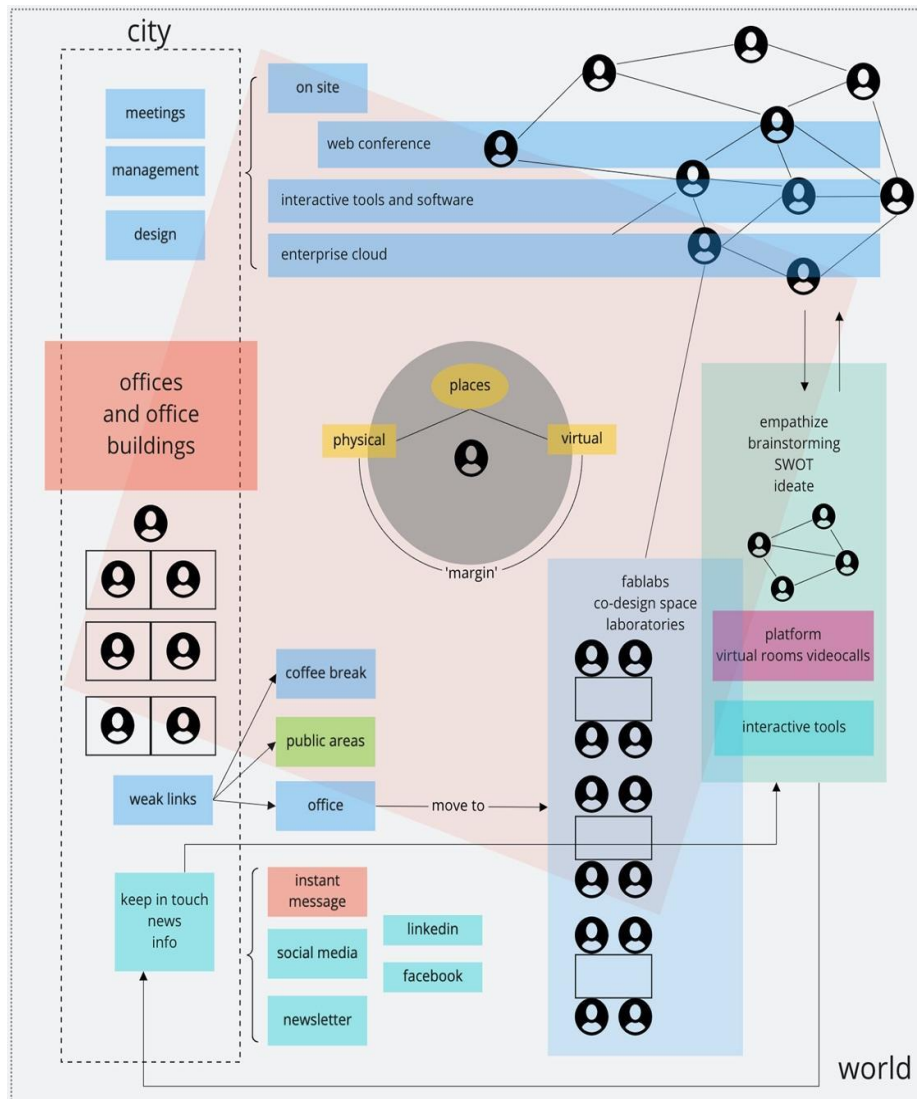 city
meetings
management
design
on site
web conference
interactive tools and software
enterprise cloud
offices
and office
buildings
places
physical
virtual
'margin'
empathize
brainstorming
SWOT
ideate
fablabs
co-design space
laboratories
platform
virtual rooms videocalls
interactive tools
coffee break
public areas
weak links
office
move to
keep in touch
news
info
instant
message
social media
linkedin
facebook
newsletter
world